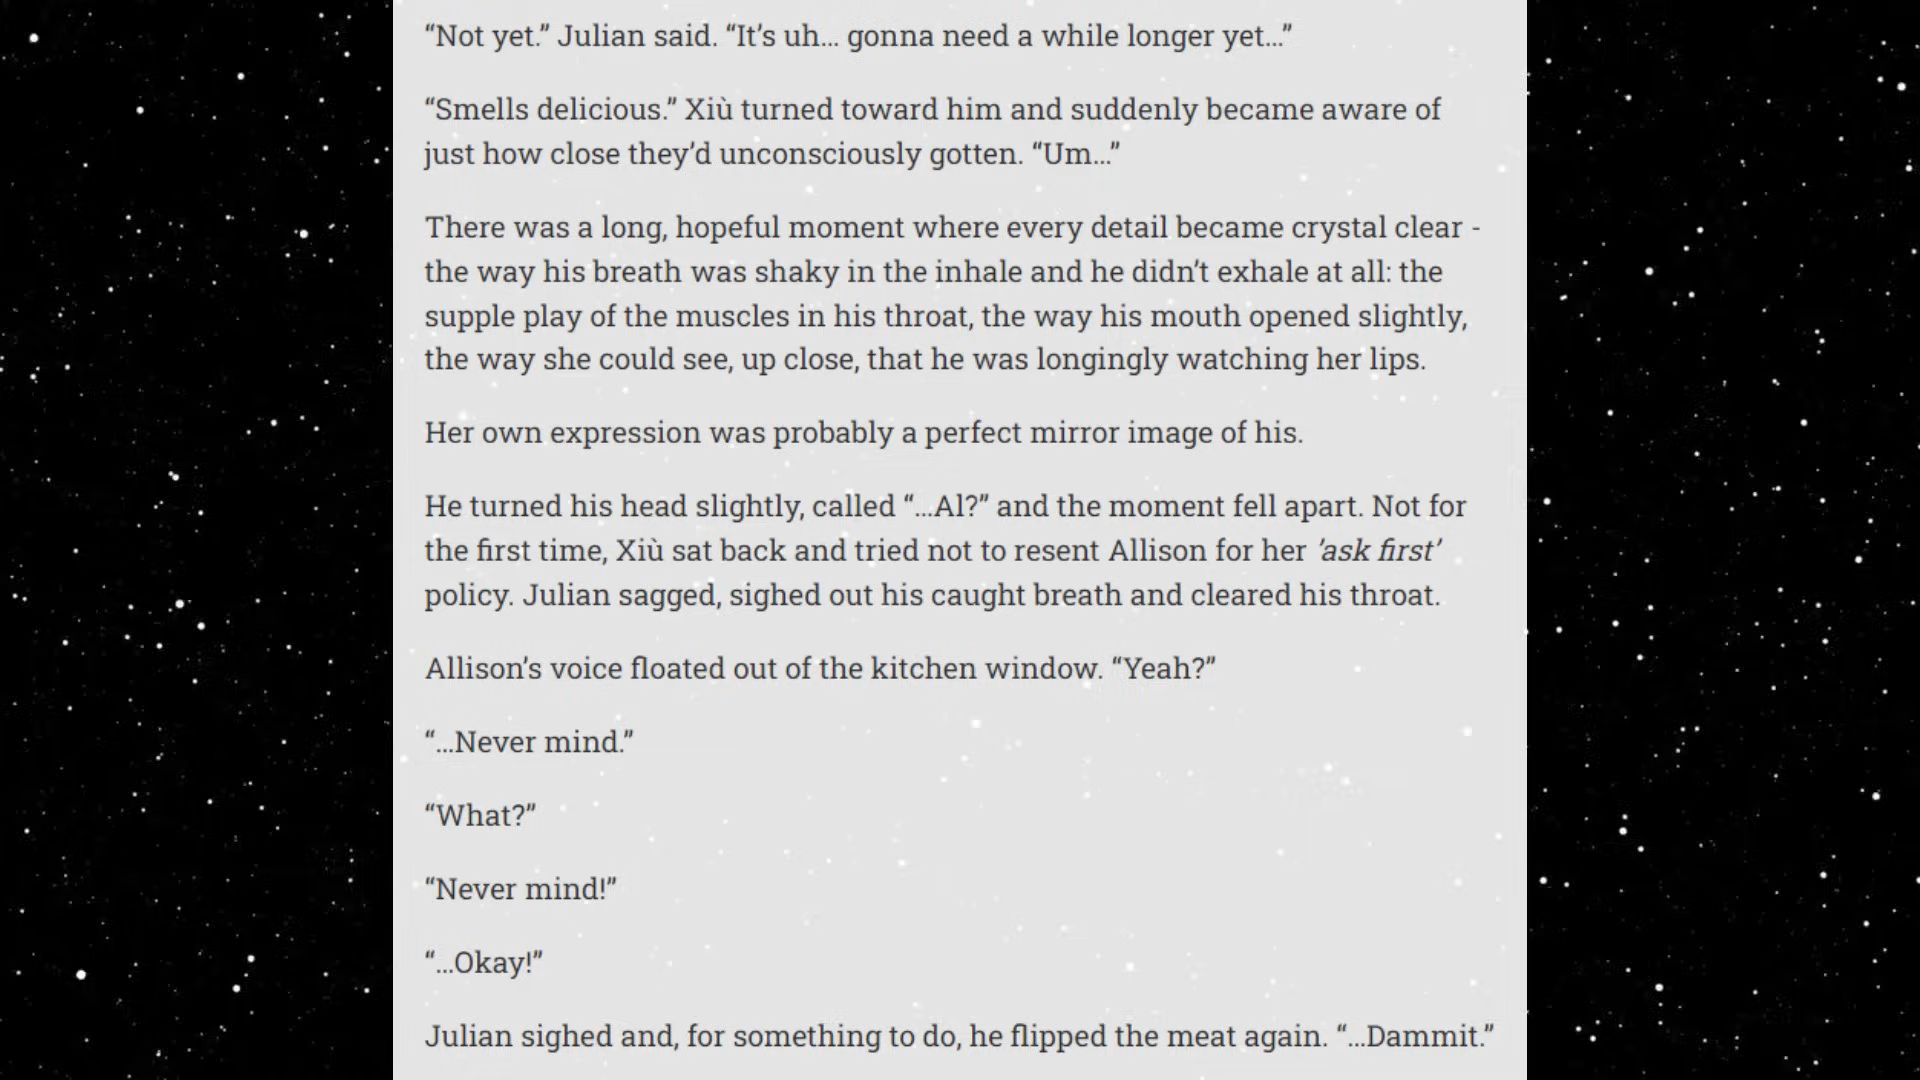 “Not yet.” Julian said. “It’s uh… gonna need a while longer yet…”
“Smells delicious.” Xiù turned toward him and suddenly became aware of
just how close they’d unconsciously gotten. “Um…”
There was a long, hopeful moment where every detail became crystal clear -
the way his breath was shaky in the inhale and he didn’t exhale at all: the
supple play of the muscles in his throat, the way his mouth opened slightly,
the way she could see, up close, that he was longingly watching her lips.
Her own expression was probably a perfect mirror image of his.
He turned his head slightly, called “…Al?” and the moment fell apart. Not for
the first time, Xiù sat back and tried not to resent Allison for her ’ask first’
policy. Julian sagged, sighed out his caught breath and cleared his throat.
Allison’s voice floated out of the kitchen window. “Yeah?”
“…Never mind.”
“What?”
“Never mind!”
“…Okay!”
Julian sighed and, for something to do, he flipped the meat again. “…Dammit.”